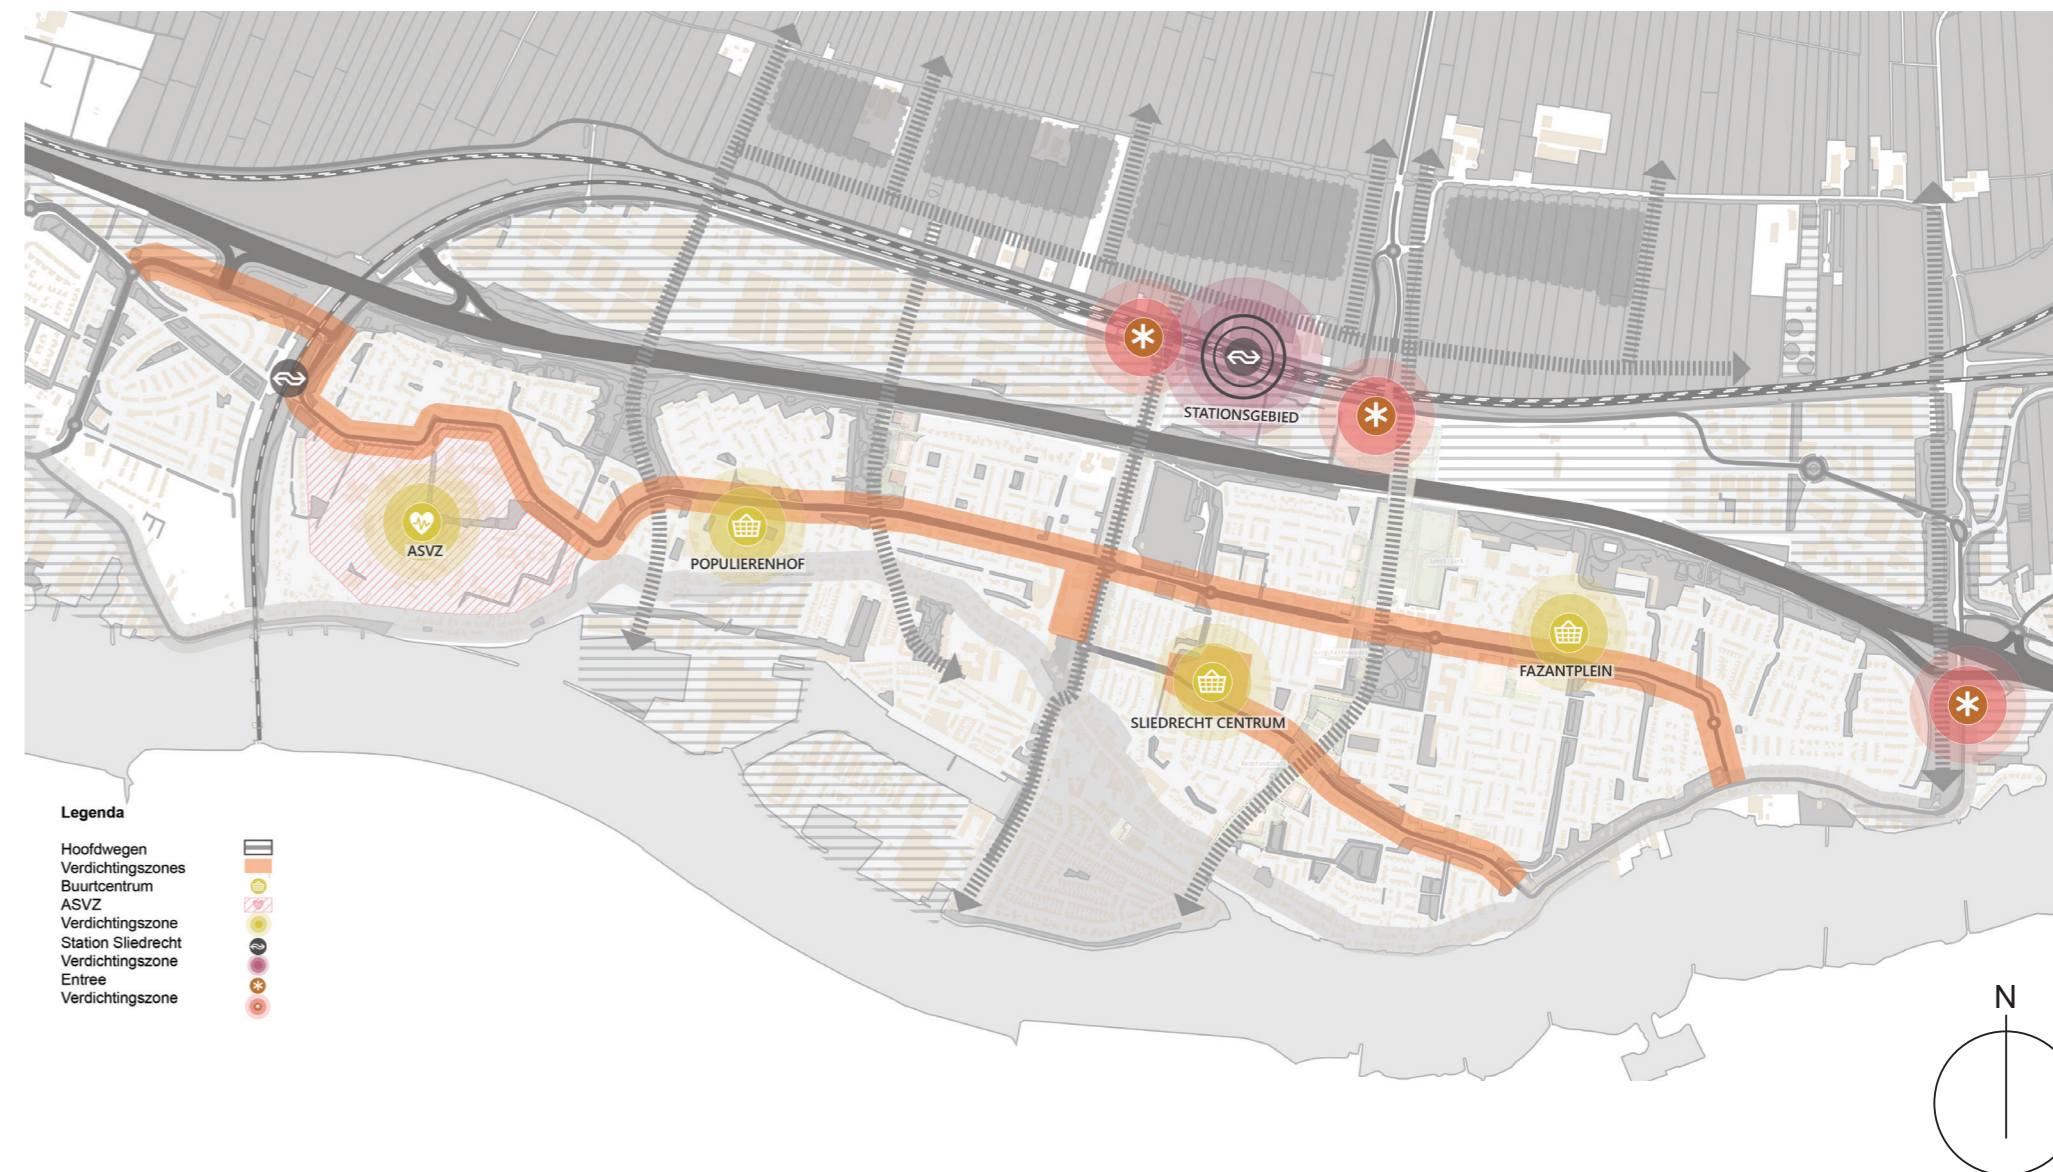 STATIONSGEBIED
ASVZ
POPULIERENHOF
FAZANTPLEIN
SLIEDRECHT CENTRUM
Legenda
Hoofdwegen
Verdichtingszones
Buurtcentrum
ASVZ
Verdichtingszone
Station Sliedrecht
Verdichtingszone
Entree
Verdichtingszone
N